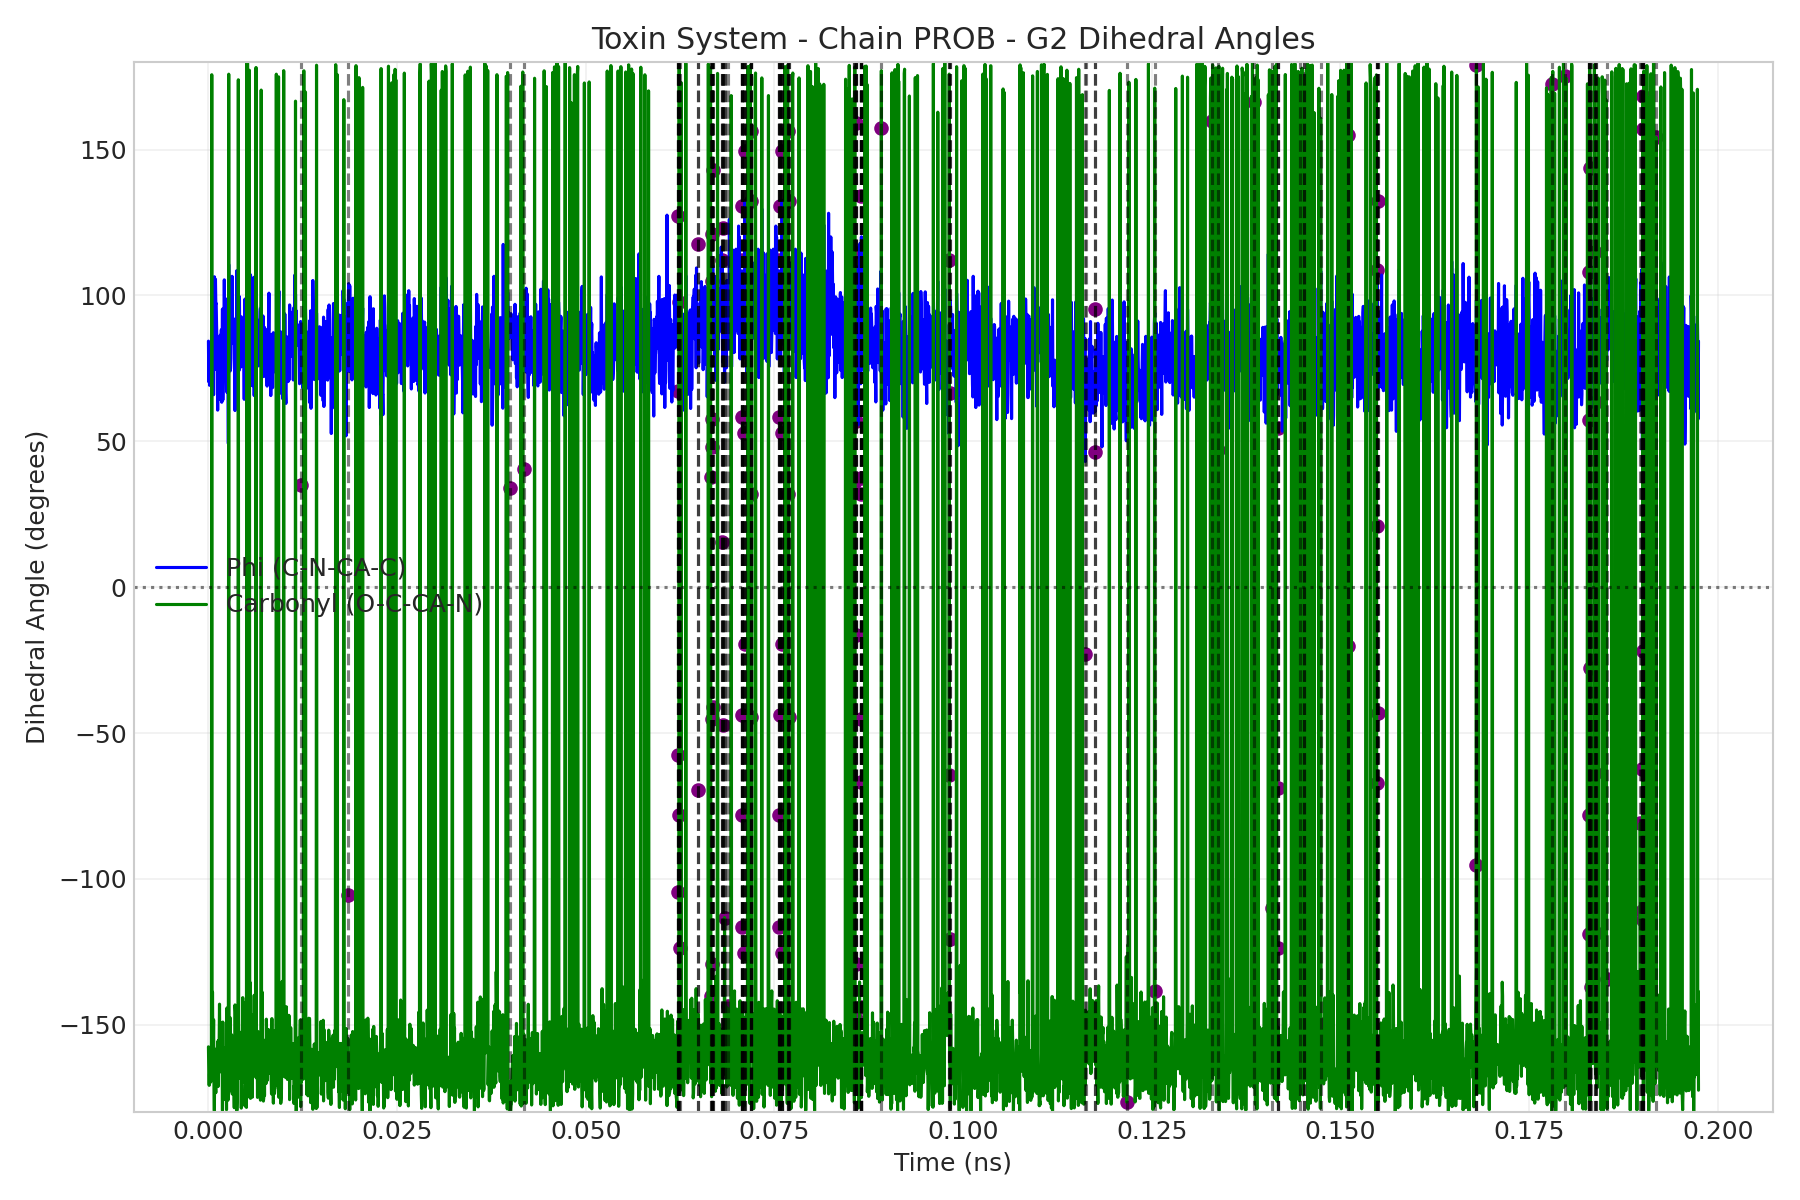 Toxin System - Chain PROB - G2 Dihedral Angles
Dihedral Angle (degrees)
150
100
50
0
−50
−100
−150
Phi (C-N-CA-C)
Carbonyl (O-C-CA-N)
0.000 0.025 0.050 0.075 0.100 0.125 0.150 0.175 0.200
Time (ns)